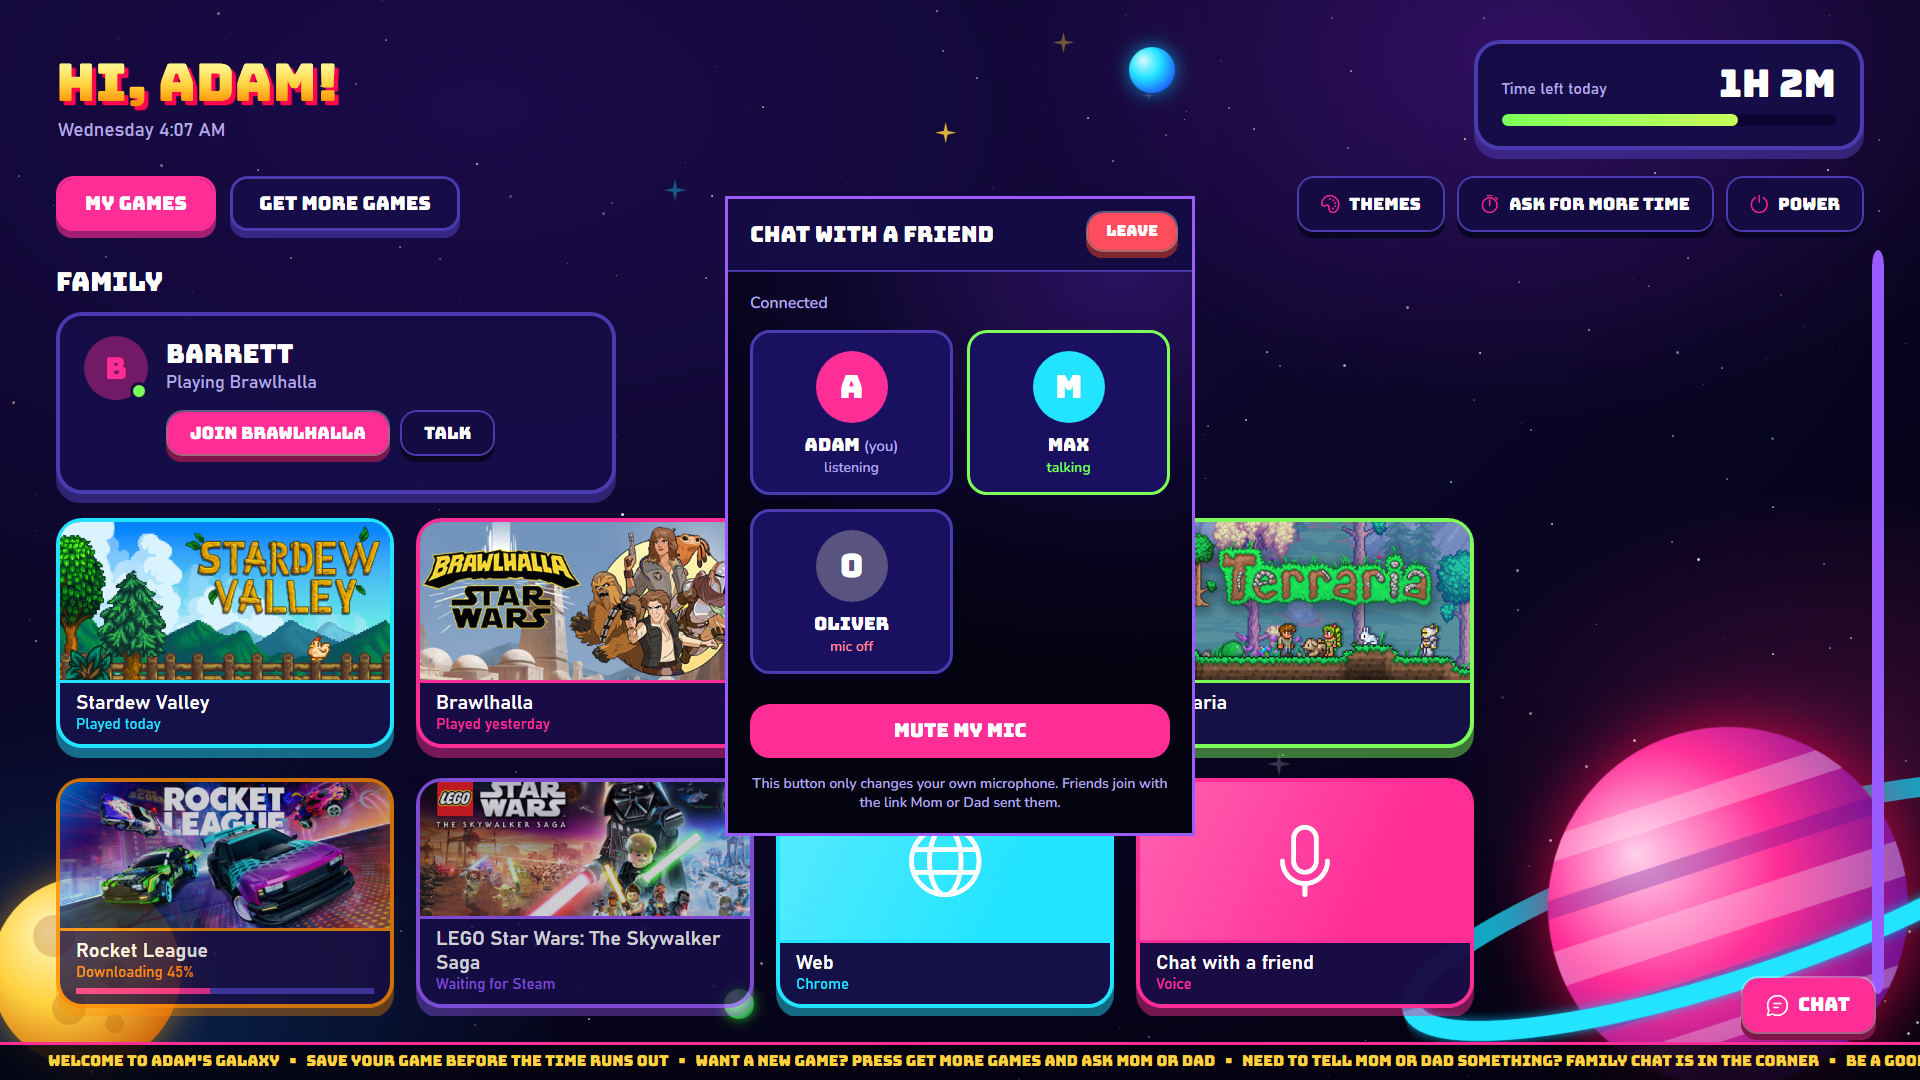 HI, ADAM!
Wednesday 4:07 AM
Time left today
1H 2M
MY GAMES
GET MORE GAMES
THEMES
ASK FOR MORE TIME
POWER
FAMILY
B
BARRETT
Playing Brawlhalla
JOIN BRAWLHALLA
TALK
CHAT WITH A FRIEND
LEAVE
Connected
A
ADAM (you)
listening
M
MAX
talking
O
OLIVER
mic off
MUTE MY MIC
This button only changes your own microphone. Friends join with
the link Mom or Dad sent them.
STARDEW
VALLEY
Stardew Valley
Played today
BRAWLHALLA
STAR
WARS
Brawlhalla
Played yesterday
Terraria
aria
ROCKET
LEAGUE
Rocket League
Downloading 45%
LEGO
STAR
WARS
THE SKYWALKER SAGA
LEGO Star Wars: The Skywalker
Saga
Waiting for Steam
Web
Chrome
Chat with a friend
Voice
CHAT
WELCOME TO ADAM'S GALAXY ▪ SAVE YOUR GAME BEFORE THE TIME RUNS OUT ▪ WANT A NEW GAME? PRESS GET MORE GAMES AND ASK MOM OR DAD ▪ NEED TO TELL MOM OR DAD SOMETHING? FAMILY CHAT IS IN THE CORNER ▪ BE A GOO